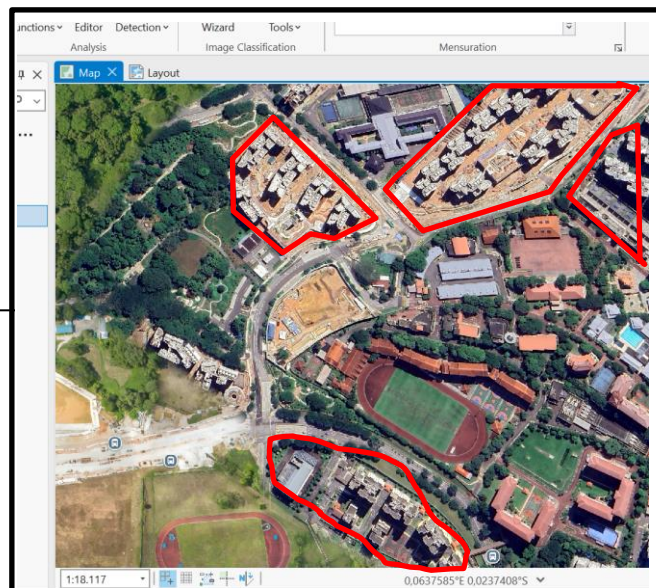 unctions Editor Detection Wizard Tools
Analysis Image Classification Mensuration
Map Layout
1:18.117 0,0637585°E 0,0237408°S